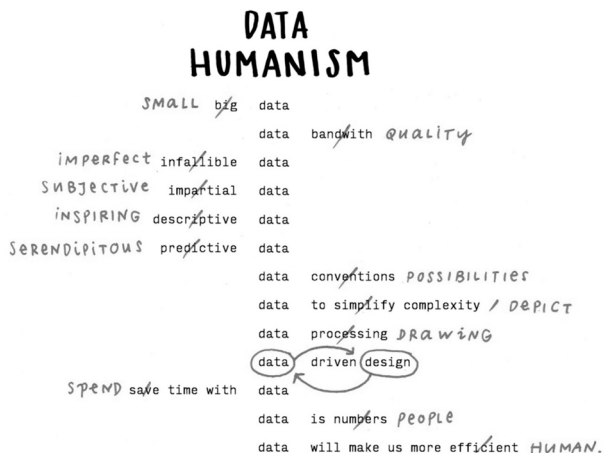 DATA
HUMANISM
SMALL big data
data bandwith QUALITY
iMPERFECT infallible data
SUBJECTIVE impartial data
iNSPIRING descriptive data
SERENDIPITOUS predictive data
data conventions POSSIBILITIES
data to simplify complexity / DEPICT
data processing DRAWING
data driven design
SPEND save time with data
data is numbers PEOPLE
data will make us more efficient HUMAN.